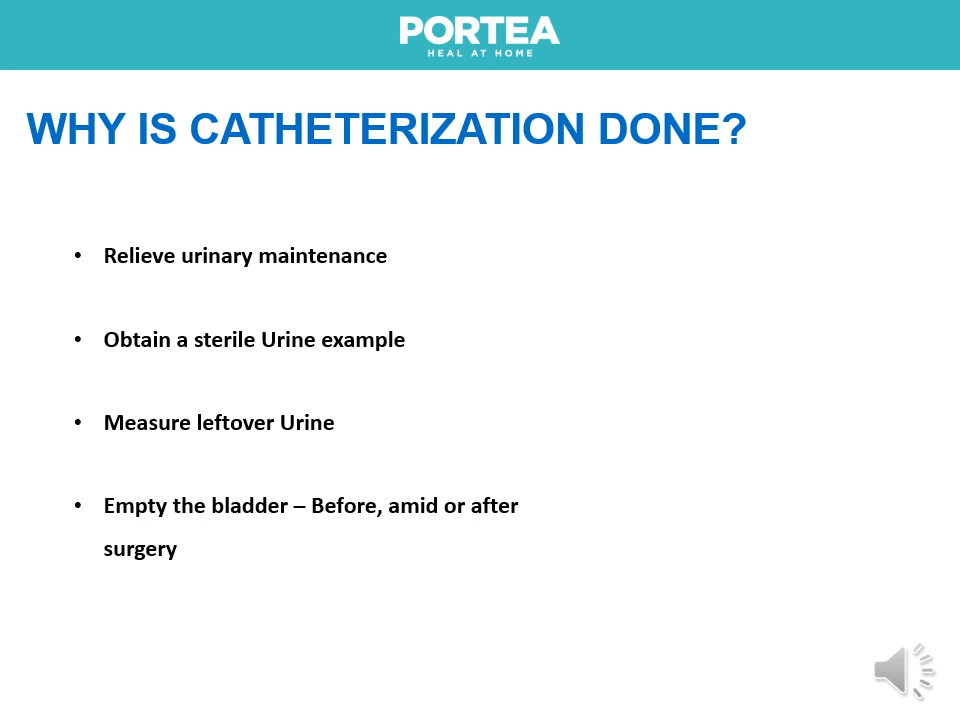 PORTEA
HEAL AT HOME
WHY IS CATHETERIZATION DONE?
• Relieve urinary maintenance
• Obtain a sterile Urine example
• Measure leftover Urine
• Empty the bladder – Before, amid or after
surgery